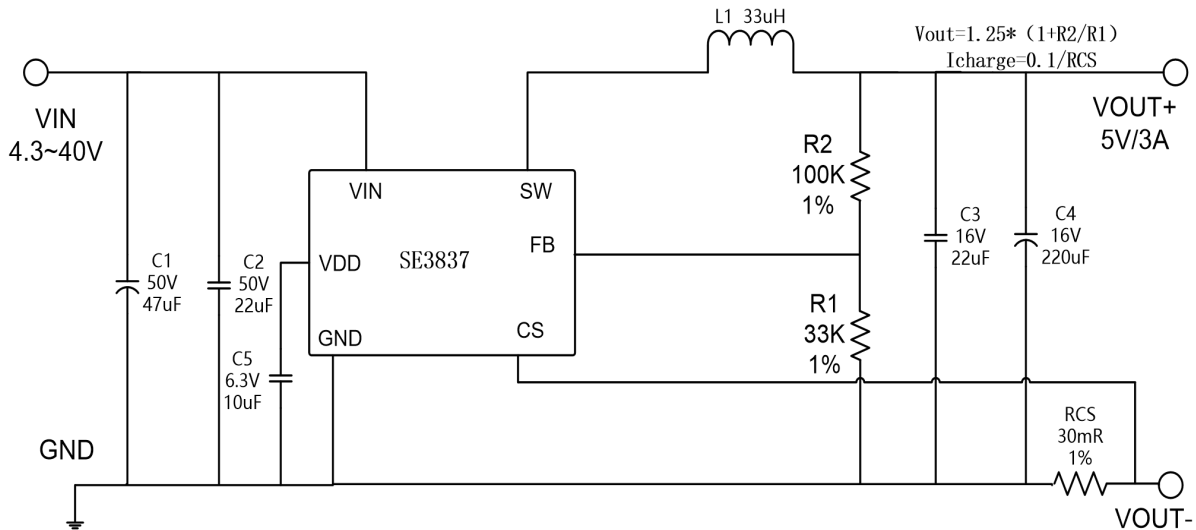 L1 33uH
Vout=1.25*（1+R2/R1)
Icharge=0.1/RCS
VIN
4.3~40V
VOUT+
5V/3A
R2
100K
1%
VIN
SW
FB
VDD
SE3837
GND
CS
C1
50V
47uF
C2
50V
22uF
C3
16V
22uF
C4
16V
220uF
R1
33K
1%
C5
6.3V
10uF
GND
RCS
30mR
1%
VOUT-